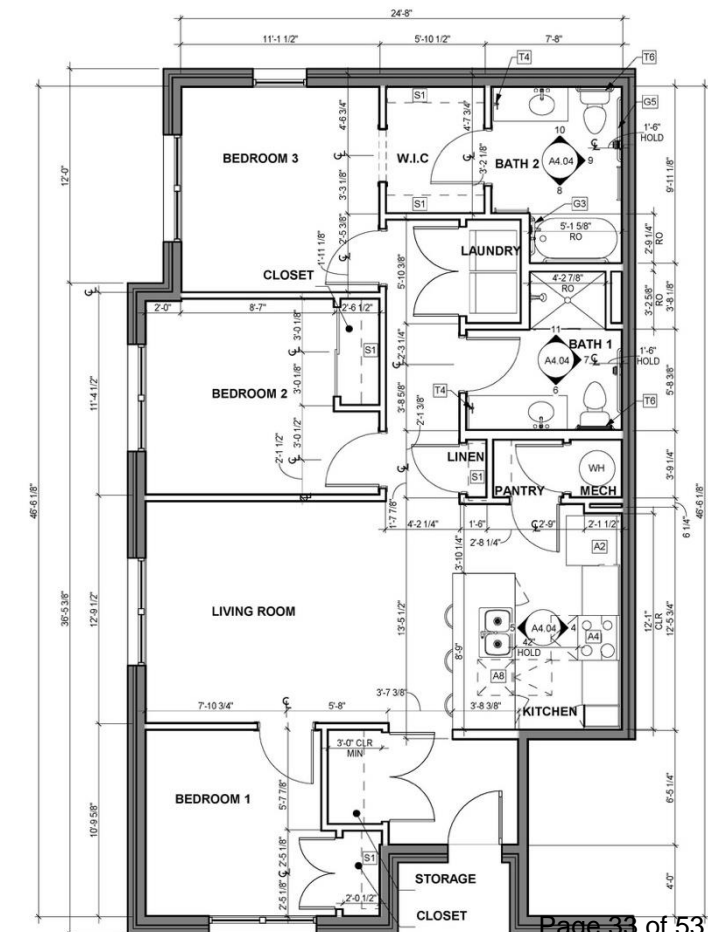 24'-8"
11'-1 1/2" 5'-10 1/2" 7'-8"
T4 T6
S1 G5
4'-6 3/4" 4'-7 3/4" 1'-6" HOLD
10
BEDROOM 3 W.I.C BATH 2 A4.04 9
8
12'-0" 3'-3 1/8" 3'-2 1/8" 9'-11 1/8"
S1 G3
2'-5 3/8" 5'-1 5/8" RO 2'-9 1/4" RO
1'-11 1/8" LAUNDRY
CLOSET 5'-10 3/8" 4'-2 7/8" RO
3'-2 5/8" RO 3'-8 1/8"
2'-0" 8'-7" 2'-6 1/2"
3'-0 1/8" S1 2'-3 1/4" 11 BATH 1
A4.04 7 1'-6" HOLD
6
11'-4 1/2" 3'-0 1/8" 5'-8 3/8"
BEDROOM 2 T4 3'-8 5/8" T6
2'-1 3/8"
3'-0 1/2" 2'-1 1/2"
LINEN S1 WH 3'-9 1/4"
PANTRY MECH
46'-6 1/8" 46'-6 1/8"
1'-7 7/8" 4'-2 1/4" 1'-6" 2'-9" 2'-1 1/2"
2'-8 1/4" 6 1/4"
3'-10 1/4" A2
36'-5 3/8" 12'-9 1/2"
LIVING ROOM 13'-5 1/2" 5 A4.04 4 A4 12'-1" CLR 12'-5 3/4"
42" HOLD
8'-9" A8
3'-7 3/8"
7'-10 3/4" 5'-8" 3'-8 3/8" KITCHEN
3'-0" CLR MIN
BEDROOM 1 5'-7 7/8" 6'-5 1/4"
10'-9 5/8"
2'-5 1/8" S1
2'-5 1/8" 4'-0"
STORAGE
2'-0 1/2"
CLOSET
Page 33 of 53